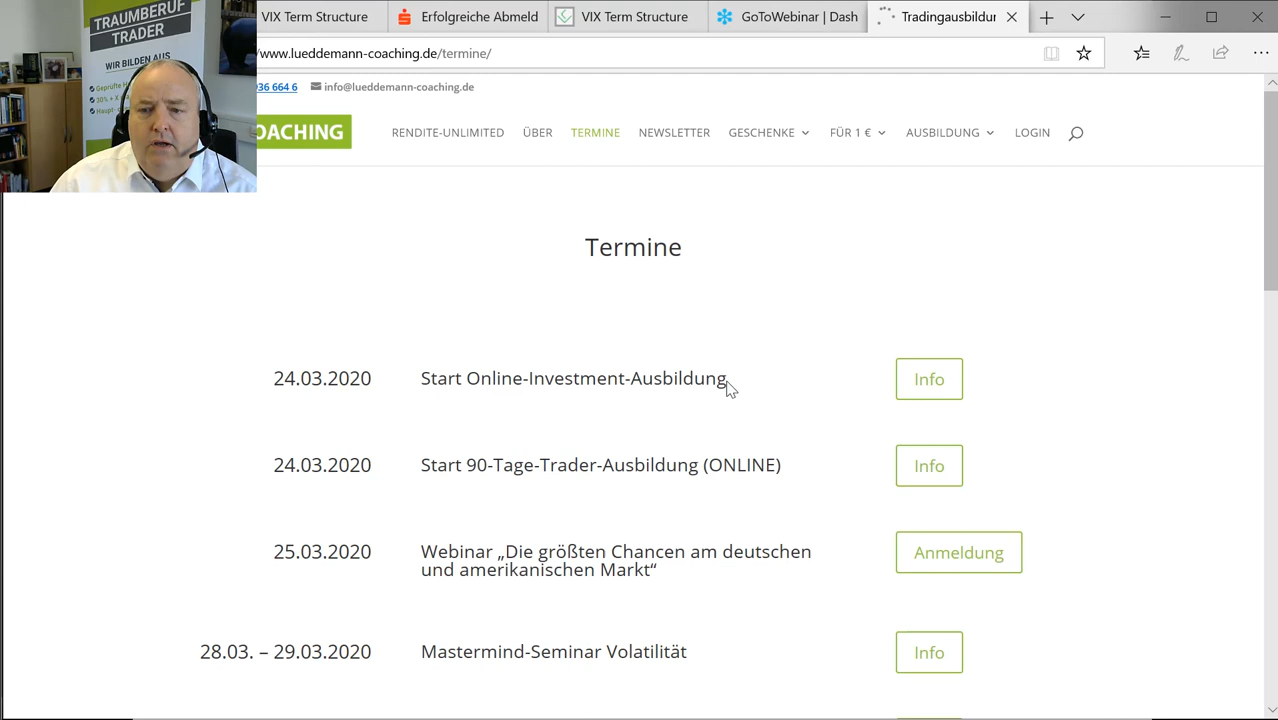 VIX Term Structure
Erfolgreiche Abmeld
VIX Term Structure
GoToWebinar | Dash
Tradingausbildun
/www.lueddemann-coaching.de/termine/
TRAUMBERUF
TRADER
WIR BILDEN AUS
936 664 6
info@lueddemann-coaching.de
OACHING
RENDITE-UNLIMITED
ÜBER
TERMINE
NEWSLETTER
GESCHENKE
FÜR 1 €
AUSBILDUNG
LOGIN
Termine
24.03.2020
Start Online-Investment-Ausbildung
Info
24.03.2020
Start 90-Tage-Trader-Ausbildung (ONLINE)
Info
25.03.2020
Webinar „Die größten Chancen am deutschen
und amerikanischen Markt“
Anmeldung
28.03. – 29.03.2020
Mastermind-Seminar Volatilität
Info